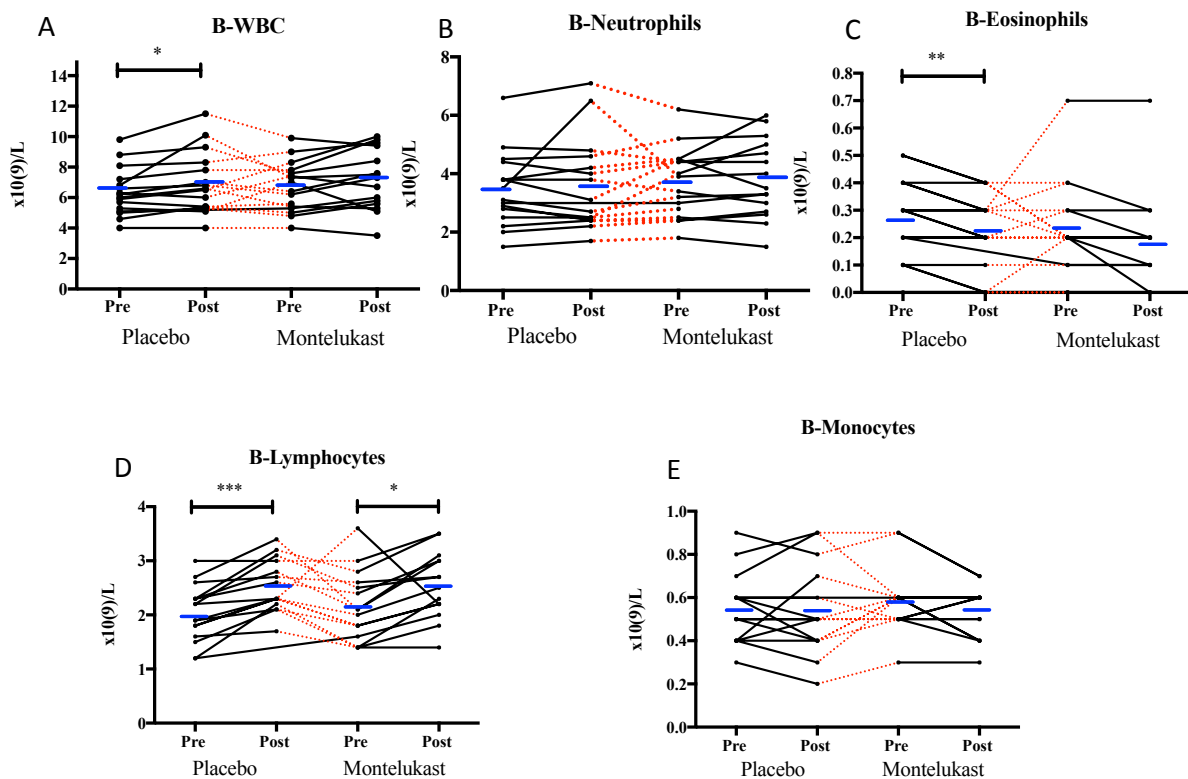 A
B-WBC
*
14
12
10
8
6
4
2
0
x10(9)/L
Pre
Post
Pre
Post
Placebo
Montelukast
B
B-Neutrophils
8
6
4
2
0
x10(9)/L
Pre
Post
Pre
Post
Placebo
Montelukast
C
B-Eosinophils
**
0.8
0.7
0.6
0.5
0.4
0.3
0.2
0.1
0.0
x10(9)/L
Pre
Post
Pre
Post
Placebo
Montelukast
D
B-Lymphocytes
***
*
4
3
2
1
0
x10(9)/L
Pre
Post
Pre
Post
Placebo
Montelukast
E
B-Monocytes
1.0
0.8
0.6
0.4
0.2
0.0
x10(9)/L
Pre
Post
Pre
Post
Placebo
Montelukast